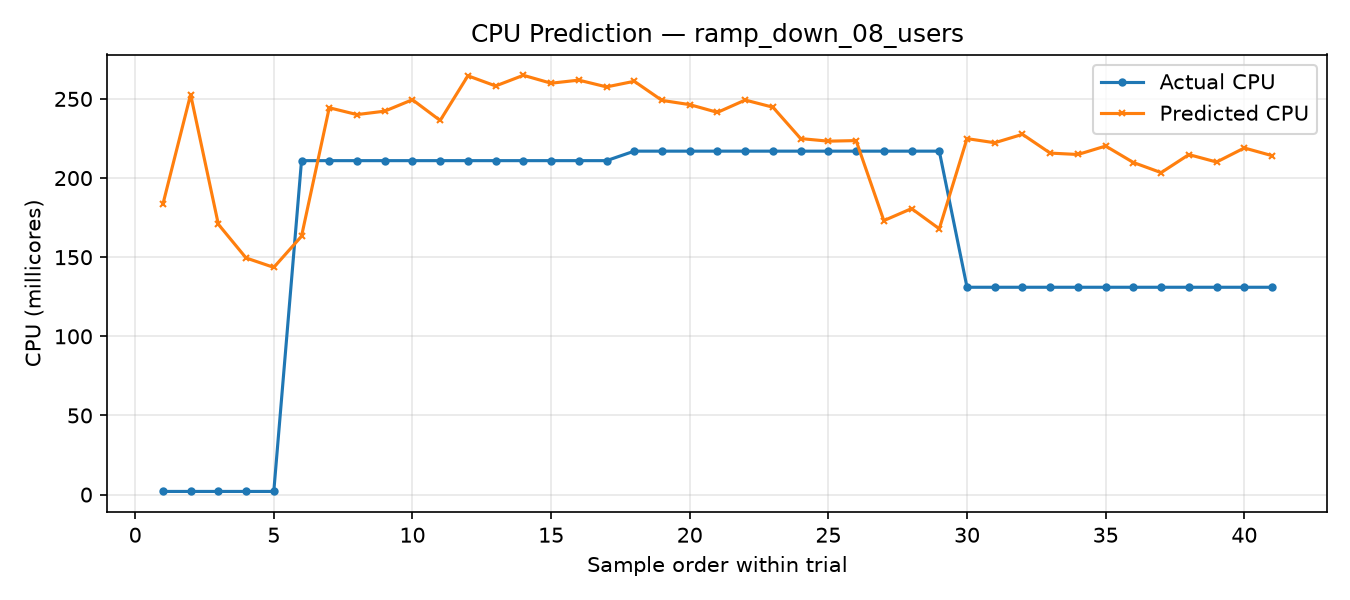 CPU Prediction — ramp_down_08_users
Actual CPU
Predicted CPU
CPU (millicores)
250
200
150
100
50
0
0 5 10 15 20 25 30 35 40
Sample order within trial